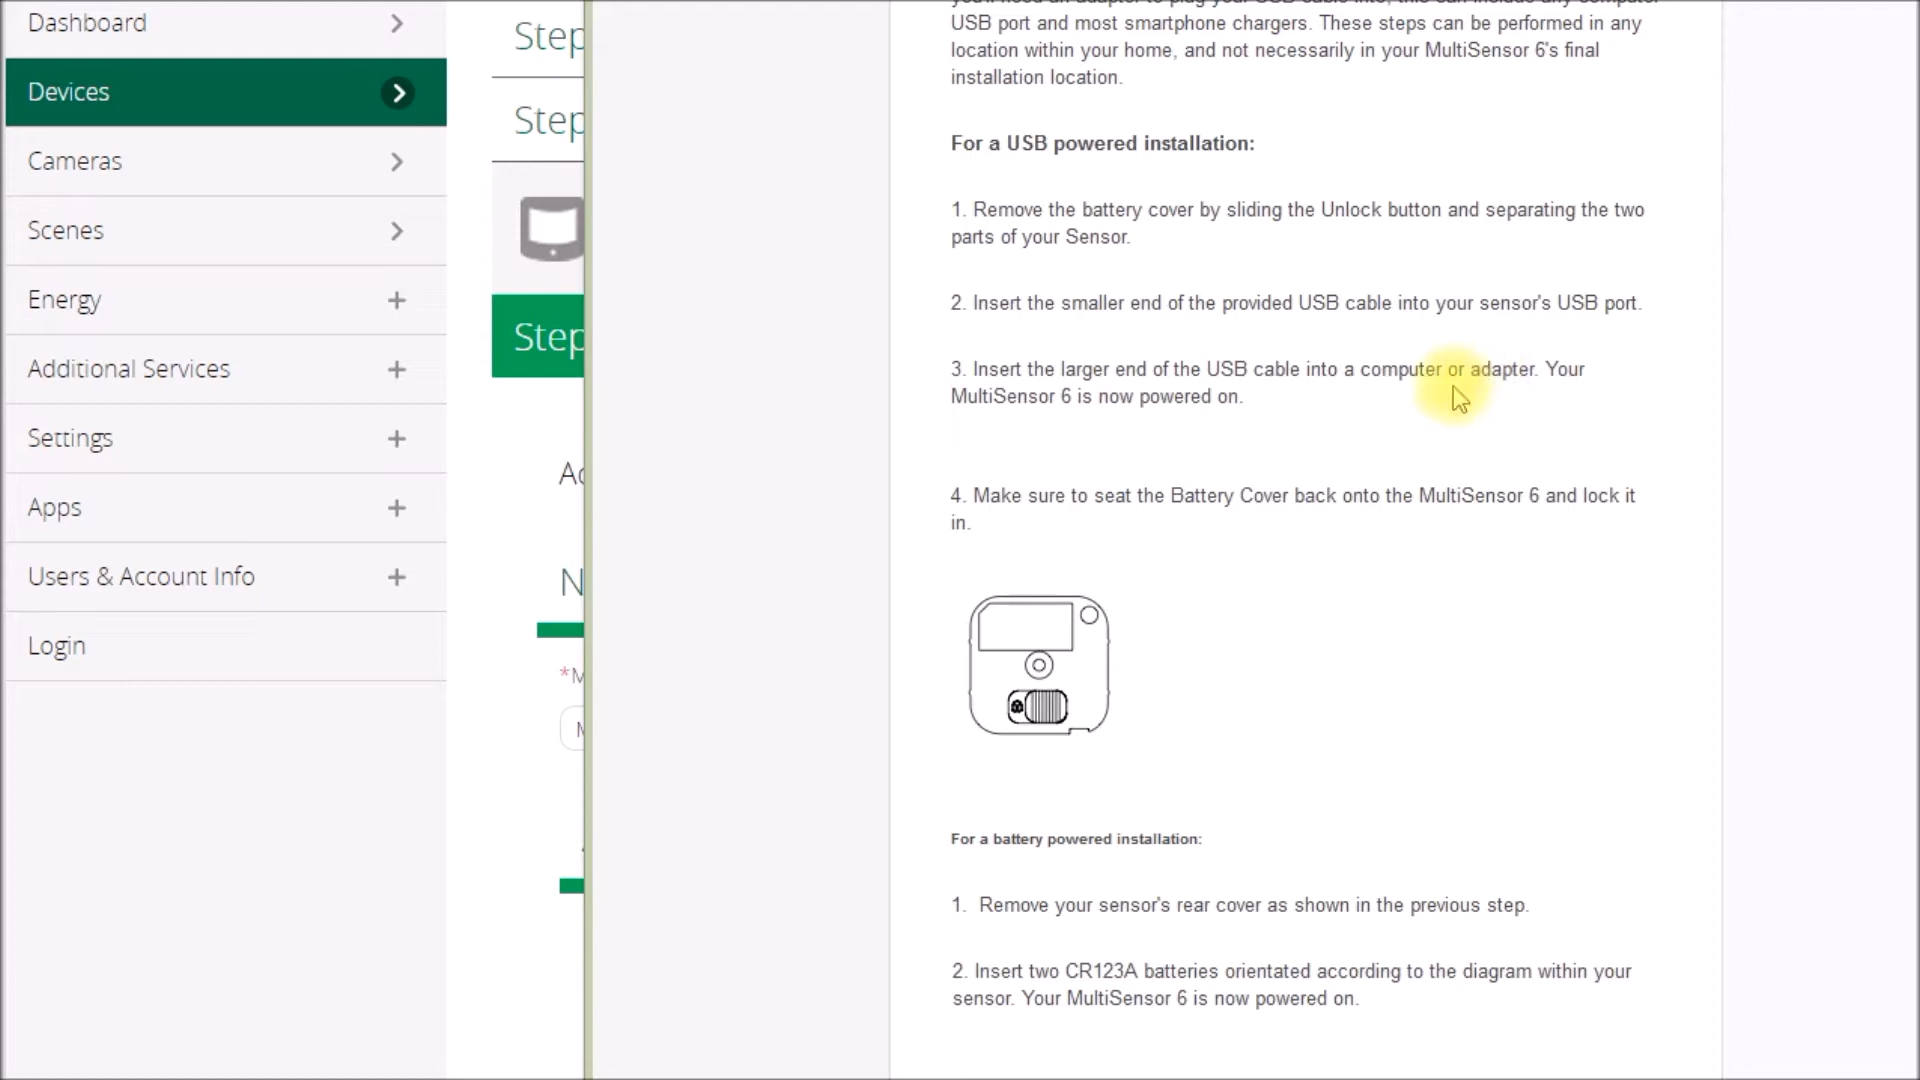 Dashboard
Devices
Cameras
Scenes
Energy
Additional Services
Settings
Apps
Users & Account Info
Login
Step
Step
Step
Ac
N
*M
USB port and most smartphone chargers. These steps can be performed in any
location within your home, and not necessarily in your MultiSensor 6's final
installation location.
For a USB powered installation:
1. Remove the battery cover by sliding the Unlock button and separating the two
parts of your Sensor.
2. Insert the smaller end of the provided USB cable into your sensor's USB port.
3. Insert the larger end of the USB cable into a computer or adapter. Your
MultiSensor 6 is now powered on.
4. Make sure to seat the Battery Cover back onto the MultiSensor 6 and lock it
in.
For a battery powered installation:
1. Remove your sensor's rear cover as shown in the previous step.
2. Insert two CR123A batteries orientated according to the diagram within your
sensor. Your MultiSensor 6 is now powered on.